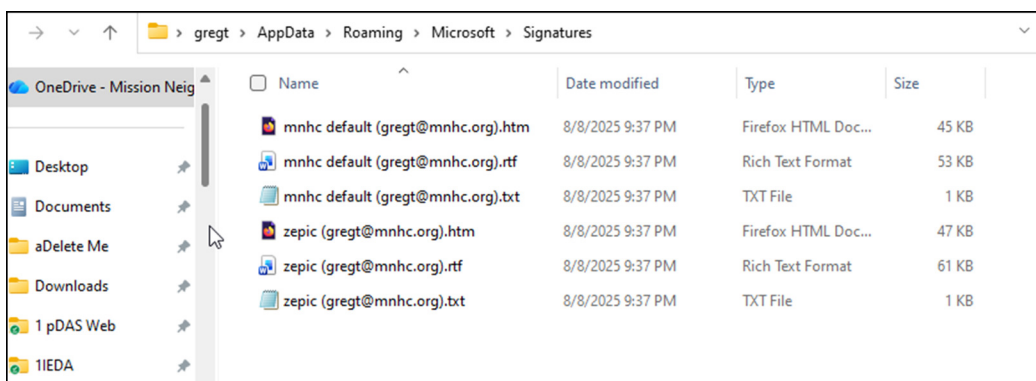 gregt > AppData > Roaming > Microsoft > Signatures
OneDrive - Mission Neig
Desktop
Documents
aDelete Me
Downloads
1 pDAS Web
1IEDA
Name Date modified Type Size
mnhc default (gregt@mnhc.org).htm 8/8/2025 9:37 PM Firefox HTML Doc... 45 KB
mnhc default (gregt@mnhc.org).rtf 8/8/2025 9:37 PM Rich Text Format 53 KB
mnhc default (gregt@mnhc.org).txt 8/8/2025 9:37 PM TXT File 1 KB
zepic (gregt@mnhc.org).htm 8/8/2025 9:37 PM Firefox HTML Doc... 47 KB
zepic (gregt@mnhc.org).rtf 8/8/2025 9:37 PM Rich Text Format 61 KB
zepic (gregt@mnhc.org).txt 8/8/2025 9:37 PM TXT File 1 KB